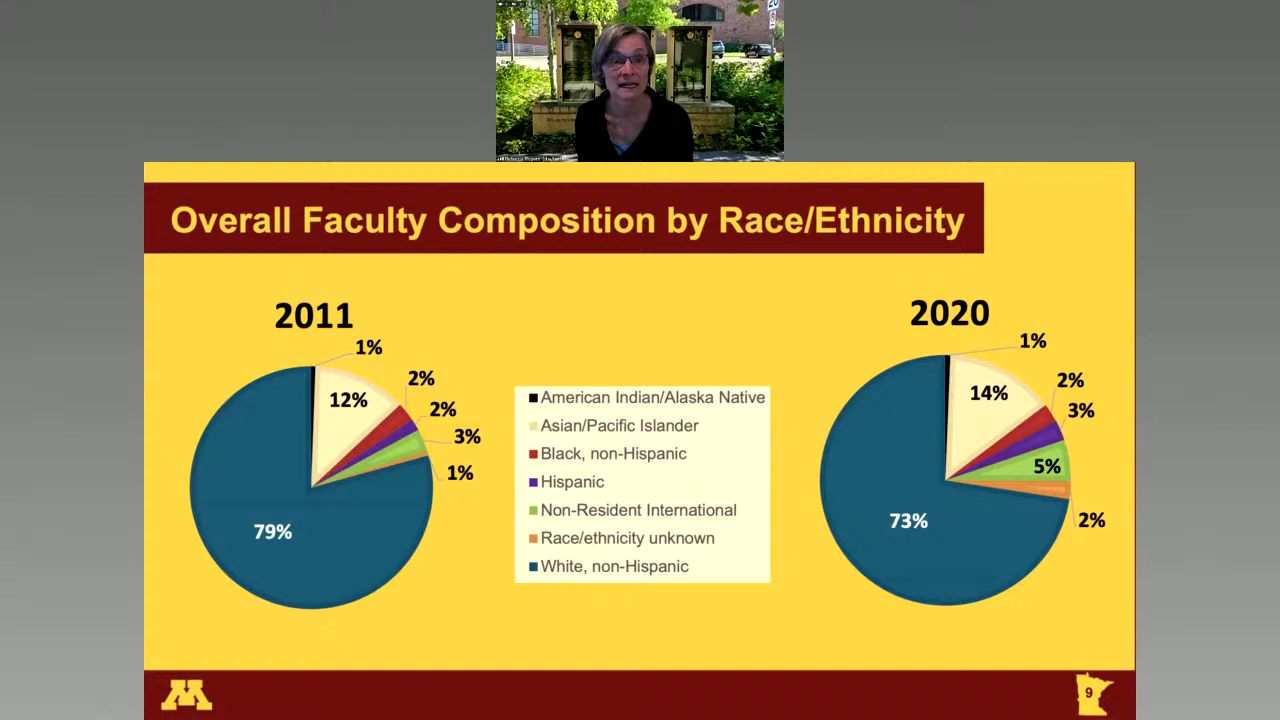 Overall Faculty Composition by Race/Ethnicity
2011
1%
12%
2%
2%
3%
1%
79%
American Indian/Alaska Native
Asian/Pacific Islander
Black, non-Hispanic
Hispanic
Non-Resident International
Race/ethnicity unknown
White, non-Hispanic
2020
1%
14%
2%
3%
5%
2%
73%
M
9